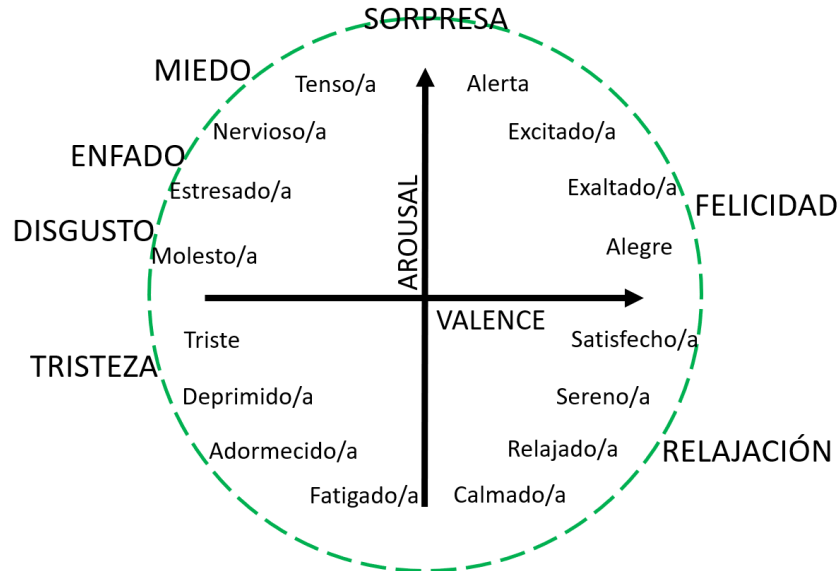 SORPRESA
MIEDO
Tenso/a
Alerta
Nervioso/a
Excitado/a
ENFADO
Estresado/a
Exaltado/a
FELICIDAD
DISGUSTO
Molesto/a
AROUSAL
Alegre
VALENCE
Triste
Satisfecho/a
TRISTEZA
Deprimido/a
Sereno/a
Adormecido/a
Relajado/a
RELAJACIÓN
Fatigado/a
Calmado/a